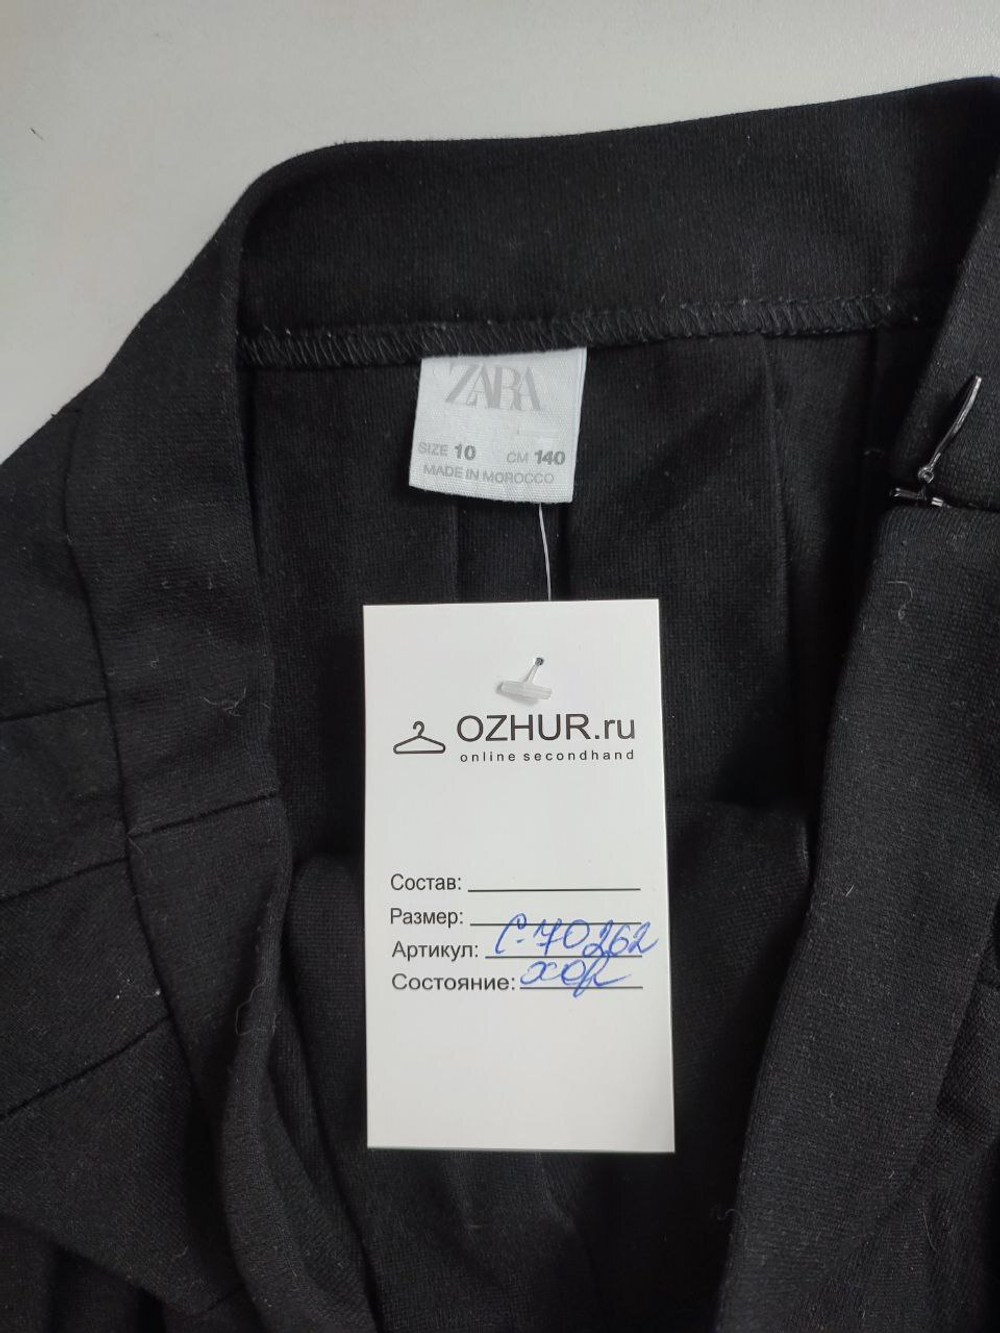 ZARA
SIZE 10 CM 140
MADE IN MOROCCO
OZHUR.ru
online secondhand
Состав:
Размер:
Артикул: С-70262
Состояние: хор